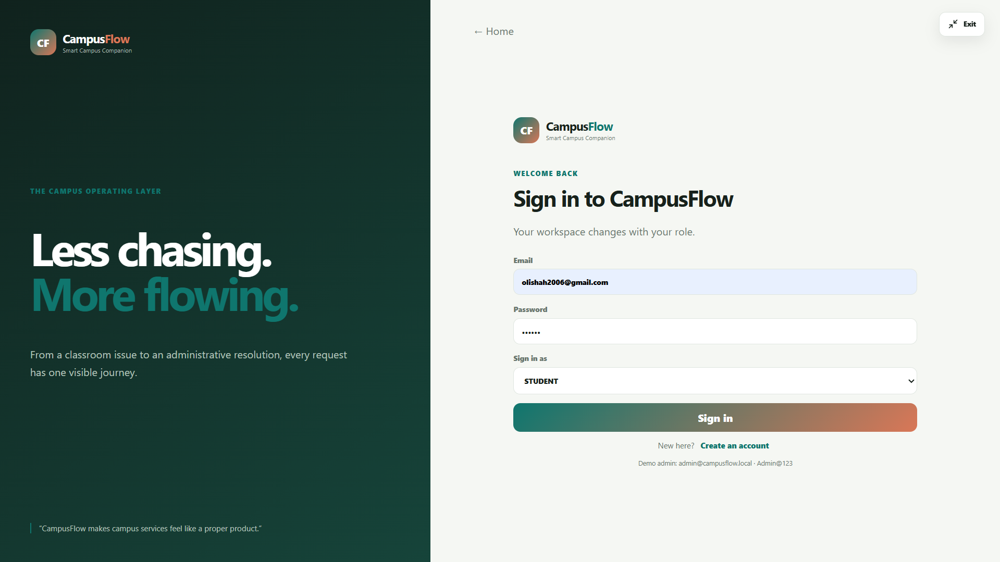 CF
CampusFlow
Smart Campus Companion
THE CAMPUS OPERATING LAYER
Less chasing.
More flowing.
From a classroom issue to an administrative resolution, every request
has one visible journey.
“CampusFlow makes campus services feel like a proper product.”
← Home
Exit
CF
CampusFlow
Smart Campus Companion
WELCOME BACK
Sign in to CampusFlow
Your workspace changes with your role.
Email
olishah2006@gmail.com
Password
••••••
Sign in as
STUDENT
Sign in
New here? Create an account
Demo admin: admin@campusflow.local · Admin@123